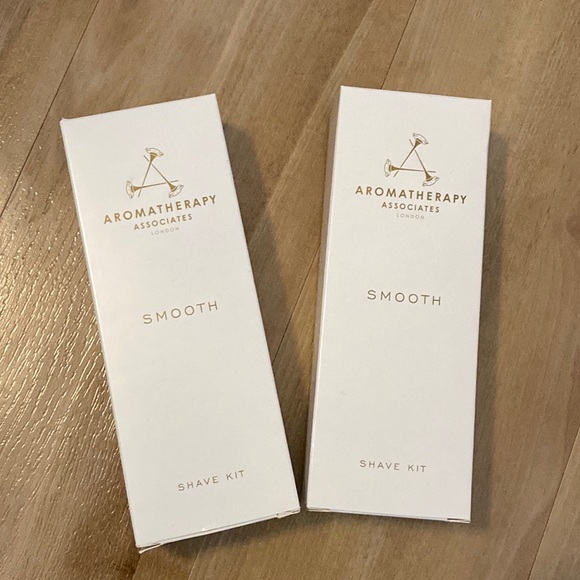 AROMATHERAPY
ASSOCIATES
LONDON
SMOOTH
SHAVE KIT
AROMATHERAPY
ASSOCIATES
LONDON
SMOOTH
SHAVE KIT